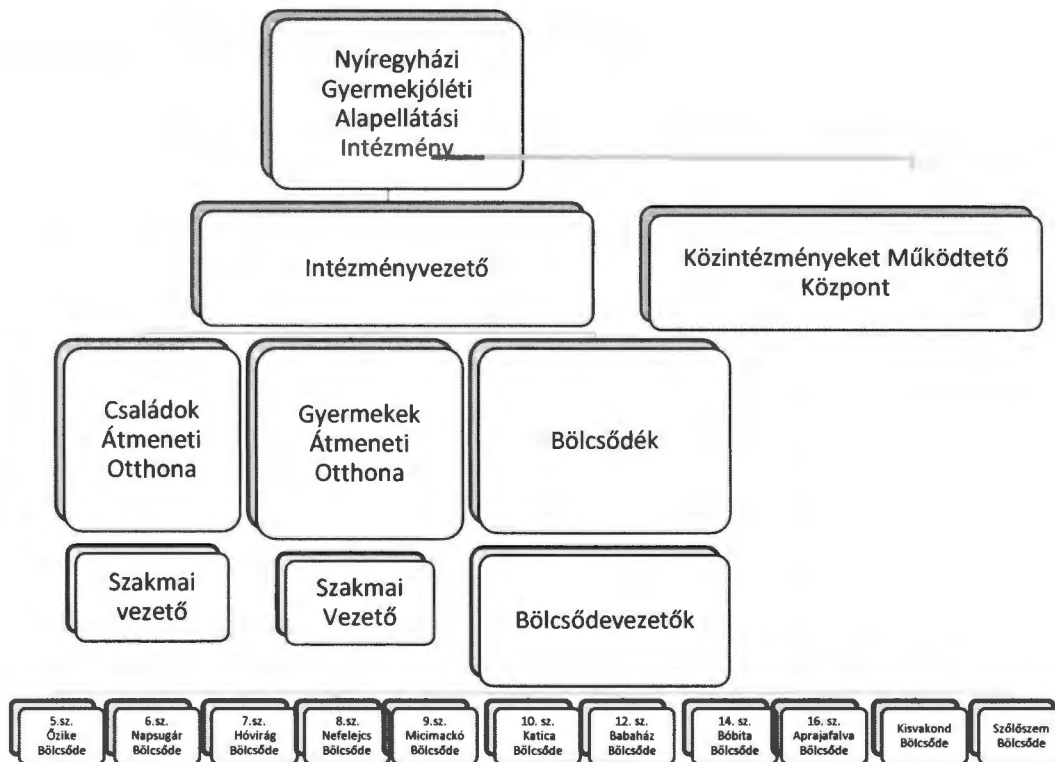 Nyíregyházi
Gyermekjóléti
Alapellátási
Intézmény
Intézményvezető
Közintézményeket Működtető
Központ
Családok
Átmeneti
Otthona
Gyermekek
Átmeneti
Otthona
Bölcsődék
Szakmai
vezető
Szakmai
Vezető
Bölcsődevezetők
5.sz.
Őzike
Bölcsőde
6.sz.
Napsugár
Bölcsőde
7.sz.
Hóvirág
Bölcsőde
8.sz.
Nefelejcs
Bölcsőde
9.sz.
Micimackó
Bölcsőde
10. sz.
Katica
Bölcsőde
12. sz.
Babaház
Bölcsőde
14. sz.
Bóbita
Bölcsőde
16. sz.
Aprajafalva
Bölcsőde
Kisvakond
Bölcsőde
Szőlőszem
Bölcsőde